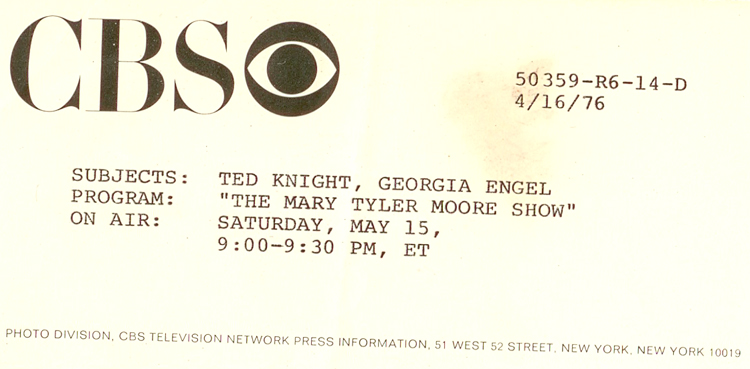 CBS
50359-R6-14-D
4/16/76
SUBJECTS: TED KNIGHT, GEORGIA ENGEL
PROGRAM: "THE MARY TYLER MOORE SHOW"
ON AIR: SATURDAY, MAY 15,
9:00-9:30 PM, ET
PHOTO DIVISION, CBS TELEVISION NETWORK PRESS INFORMATION, 51 WEST 52 STREET, NEW YORK, NEW YORK 10019